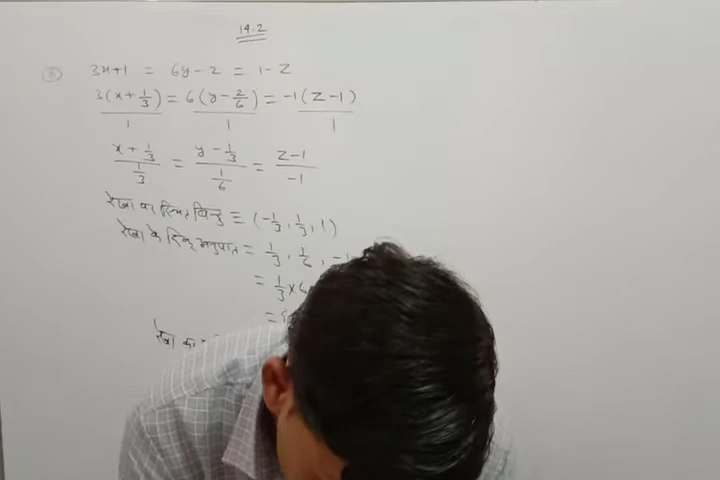 14.2
(8) 3x+1 = 6y-2 = 1-z
3(x+1/3)/1 = 6(y-2/6)/1 = -1(z-1)/1
(x+1/3)/(1/3) = (y-1/3)/(1/6) = (z-1)/-1
रेखा का स्थित बिन्दु ≡ (-1/3, 1/3, 1)
रेखा के दिक् अनुपात = 1/3, 1/6, -1
= 1/3×6
=
रेखा का